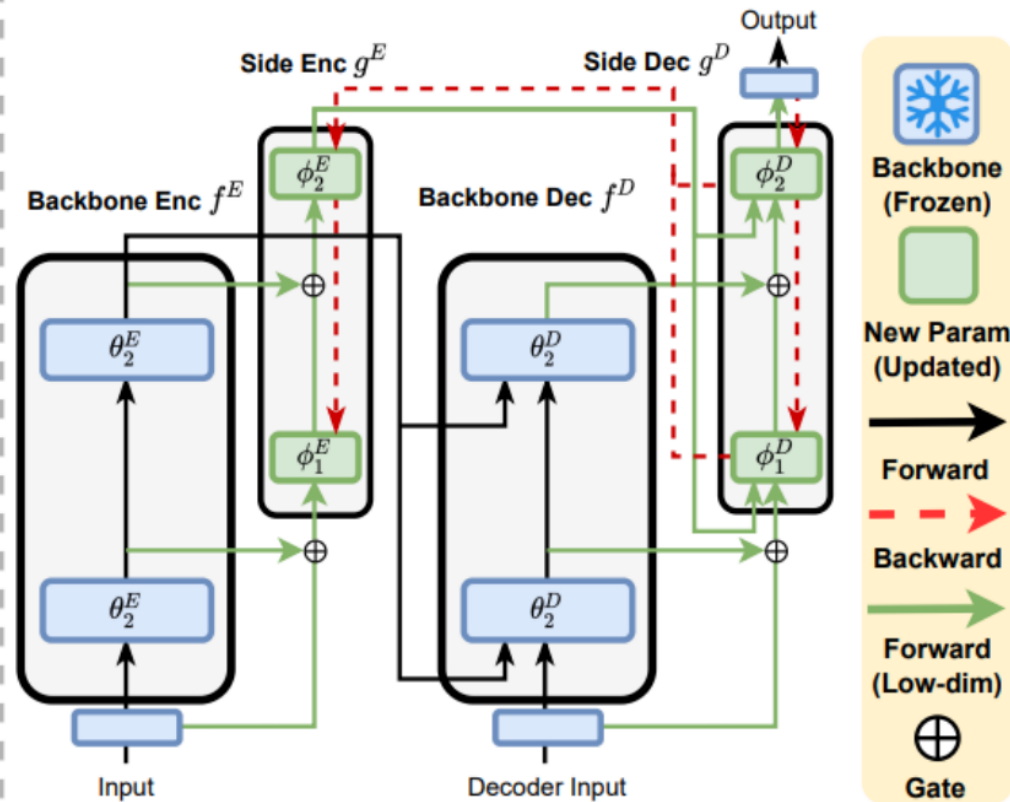 Output
Side Enc g^E
Side Dec g^D
ϕ_2^E
ϕ_2^D
Backbone Enc f^E
Backbone Dec f^D
θ_2^E
θ_2^D
ϕ_1^E
ϕ_1^D
θ_2^E
θ_2^D
Input
Decoder Input
Backbone
(Frozen)
New Param
(Updated)
Forward
Backward
Forward
(Low-dim)
Gate